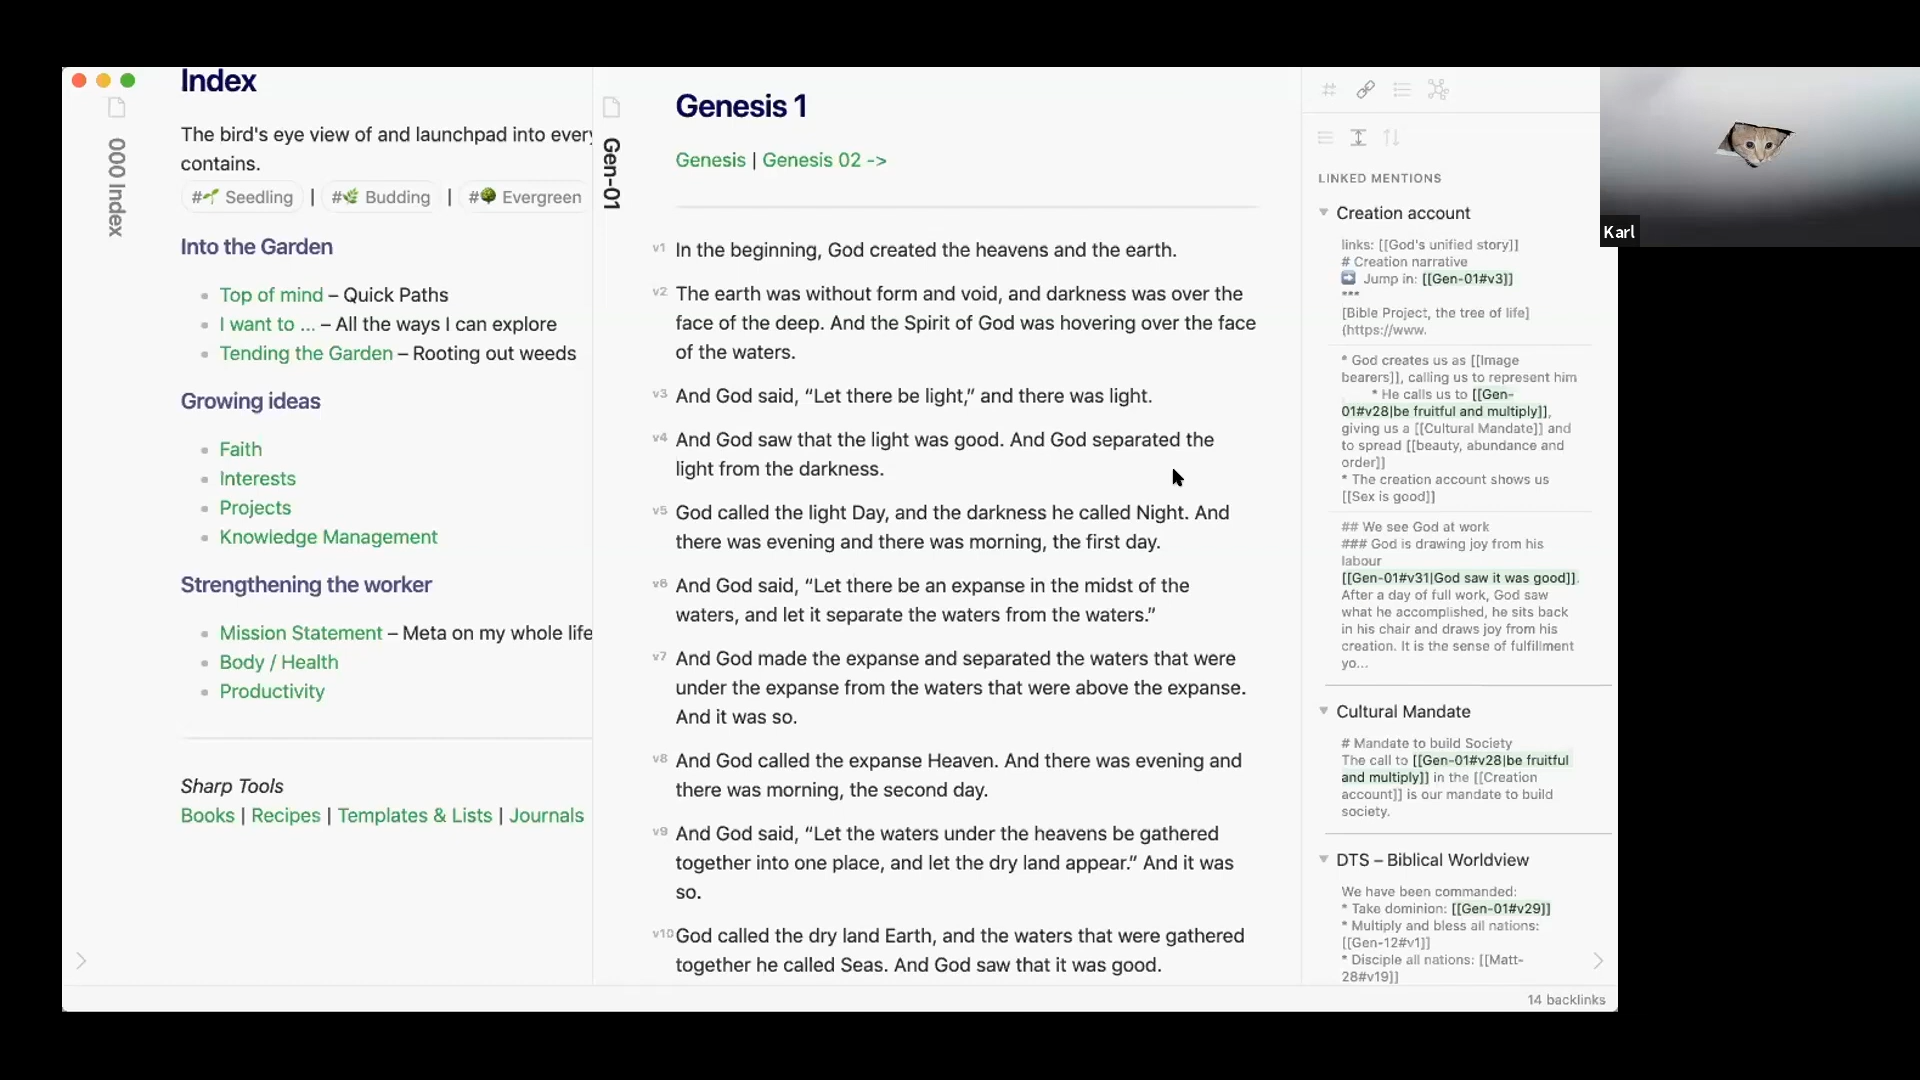 000 Index
Index
The bird's eye view of and launchpad into every
contains.
#🌱 Seedling | #🌿 Budding | #🌳 Evergreen
Into the Garden
Top of mind – Quick Paths
I want to ... – All the ways I can explore
Tending the Garden – Rooting out weeds
Growing ideas
Faith
Interests
Projects
Knowledge Management
Strengthening the worker
Mission Statement – Meta on my whole life
Body / Health
Productivity
Sharp Tools
Books | Recipes | Templates & Lists | Journals
Gen-01
Genesis 1
Genesis | Genesis 02 ->
v1 In the beginning, God created the heavens and the earth.
v2 The earth was without form and void, and darkness was over the
face of the deep. And the Spirit of God was hovering over the face
of the waters.
v3 And God said, “Let there be light,” and there was light.
v4 And God saw that the light was good. And God separated the
light from the darkness.
v5 God called the light Day, and the darkness he called Night. And
there was evening and there was morning, the first day.
v6 And God said, “Let there be an expanse in the midst of the
waters, and let it separate the waters from the waters.”
v7 And God made the expanse and separated the waters that were
under the expanse from the waters that were above the expanse.
And it was so.
v8 And God called the expanse Heaven. And there was evening and
there was morning, the second day.
v9 And God said, “Let the waters under the heavens be gathered
together into one place, and let the dry land appear.” And it was
so.
v10 God called the dry land Earth, and the waters that were gathered
together he called Seas. And God saw that it was good.
LINKED MENTIONS
Creation account
links: [[God's unified story]]
# Creation narrative
➡️ Jump in: [[Gen-01#v3]]
***
[Bible Project, the tree of life]
(https://www.
* God creates us as [[Image
bearers]], calling us to represent him
* He calls us to [[Gen-
01#v28|be fruitful and multiply]],
giving us a [[Cultural Mandate]] and
to spread [[beauty, abundance and
order]]
* The creation account shows us
[[Sex is good]]
## We see God at work
### God is drawing joy from his
labour
[[Gen-01#v31|God saw it was good]].
After a day of full work, God saw
what he accomplished, he sits back
in his chair and draws joy from his
creation. It is the sense of fulfillment
yo...
Cultural Mandate
# Mandate to build Society
The call to [[Gen-01#v28|be fruitful
and multiply]] in the [[Creation
account]] is our mandate to build
society.
DTS – Biblical Worldview
We have been commanded:
* Take dominion: [[Gen-01#v29]]
* Multiply and bless all nations:
[[Gen-12#v1]]
* Disciple all nations: [[Matt-
28#v19]]
14 backlinks
Karl